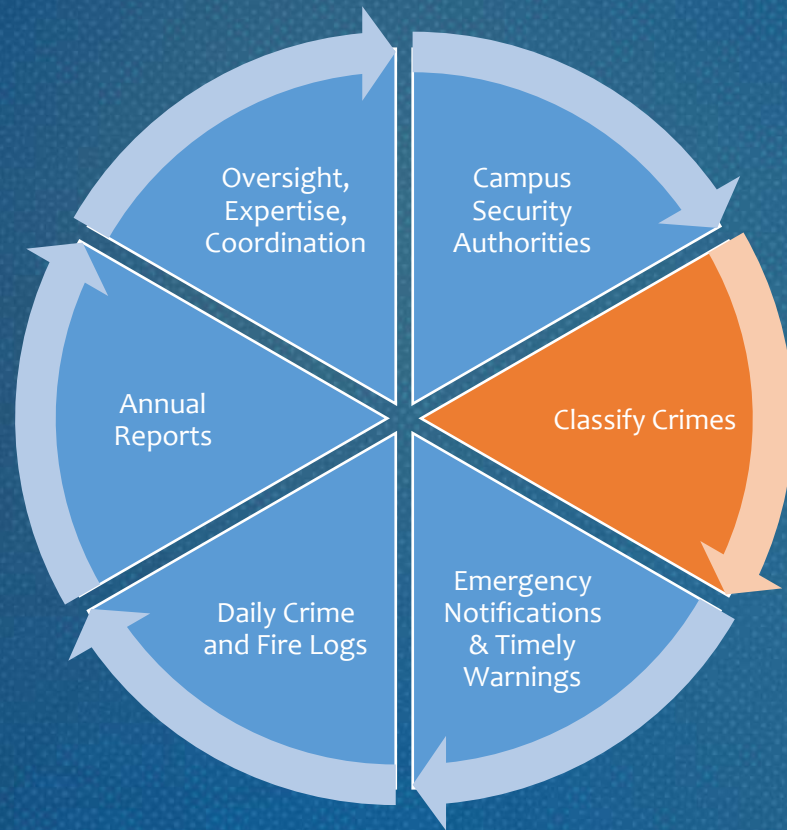 Oversight,
Expertise,
Coordination
Campus
Security
Authorities
Annual
Reports
Classify Crimes
Daily Crime
and Fire Logs
Emergency
Notifications
& Timely
Warnings